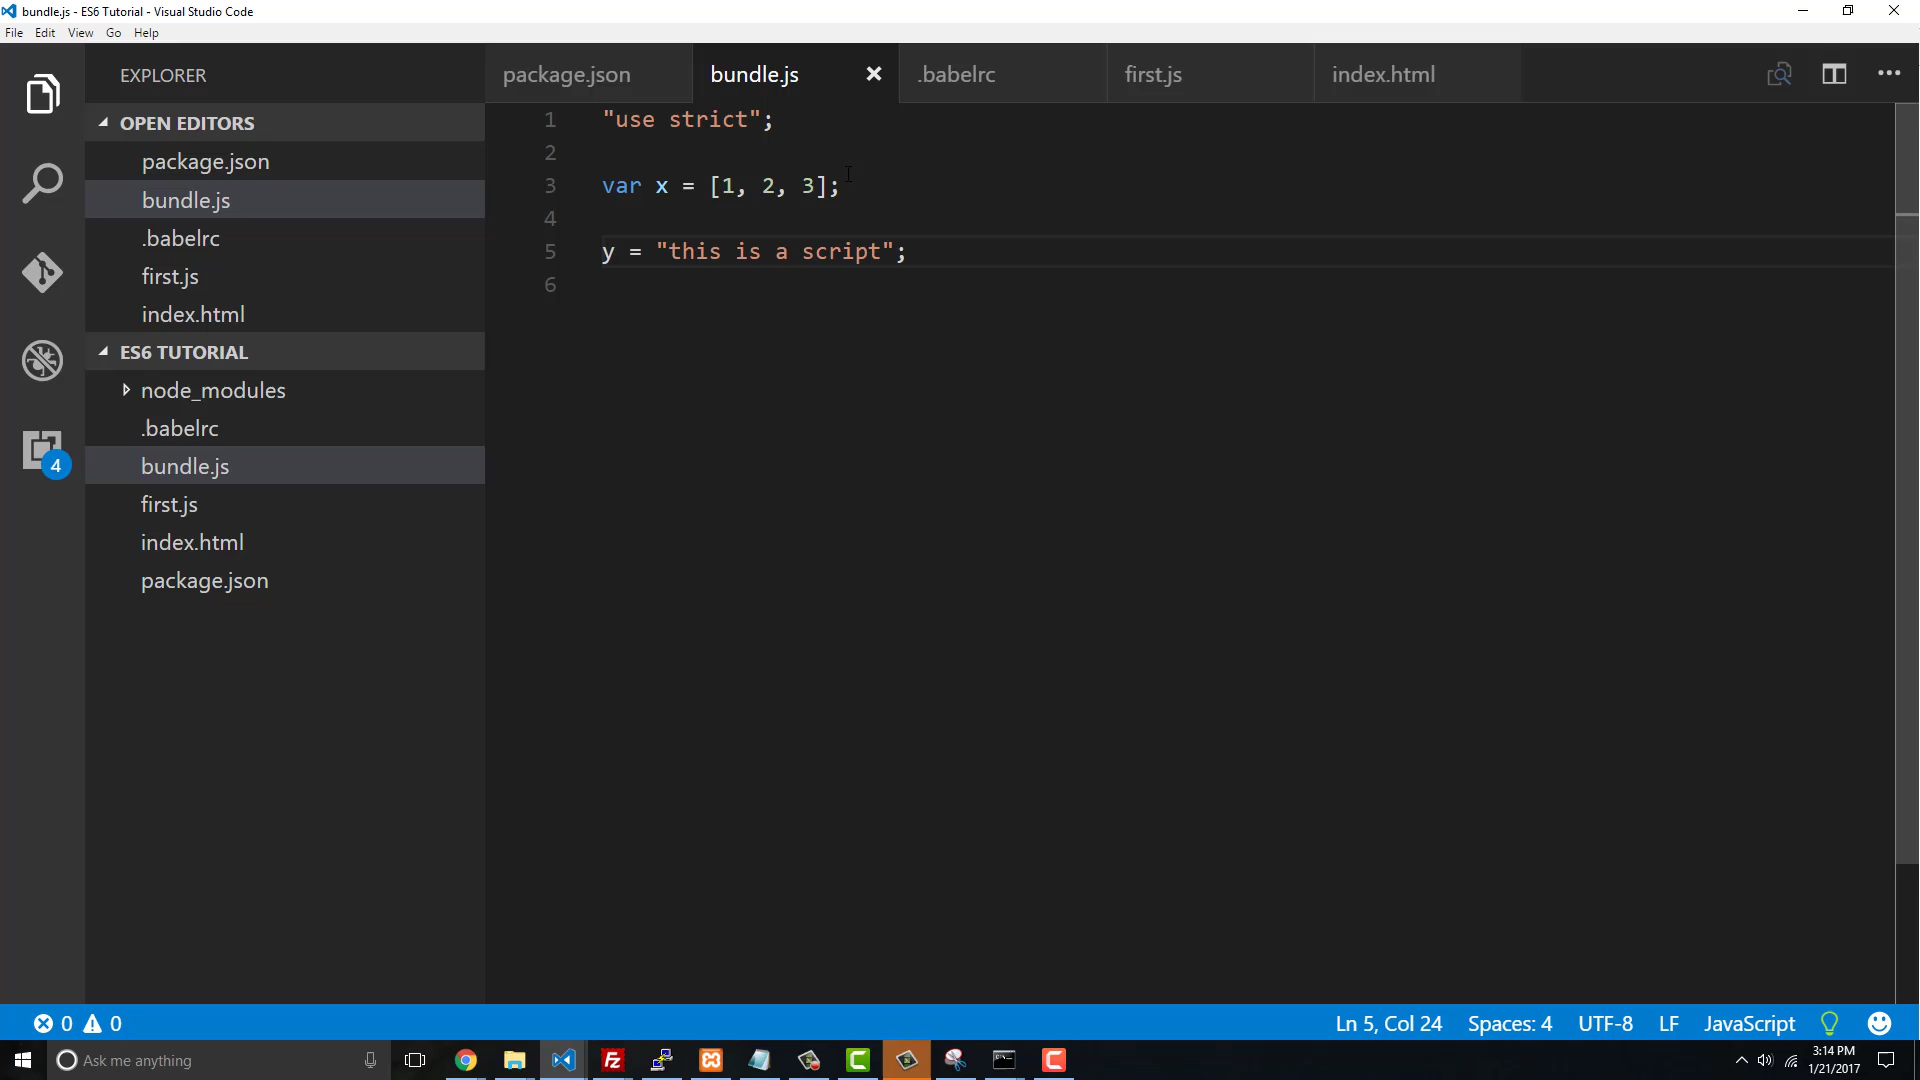 bundle.js - ES6 Tutorial - Visual Studio Code
File Edit View Go Help
EXPLORER
OPEN EDITORS
package.json
bundle.js
.babelrc
first.js
index.html
ES6 TUTORIAL
node_modules
.babelrc
bundle.js
first.js
index.html
package.json
4
package.json bundle.js .babelrc first.js index.html
1 "use strict";
2
3 var x = [1, 2, 3];
4
5 y = "this is a script";
6
0 0 Ln 5, Col 24 Spaces: 4 UTF-8 LF JavaScript
Ask me anything
3:14 PM
1/21/2017